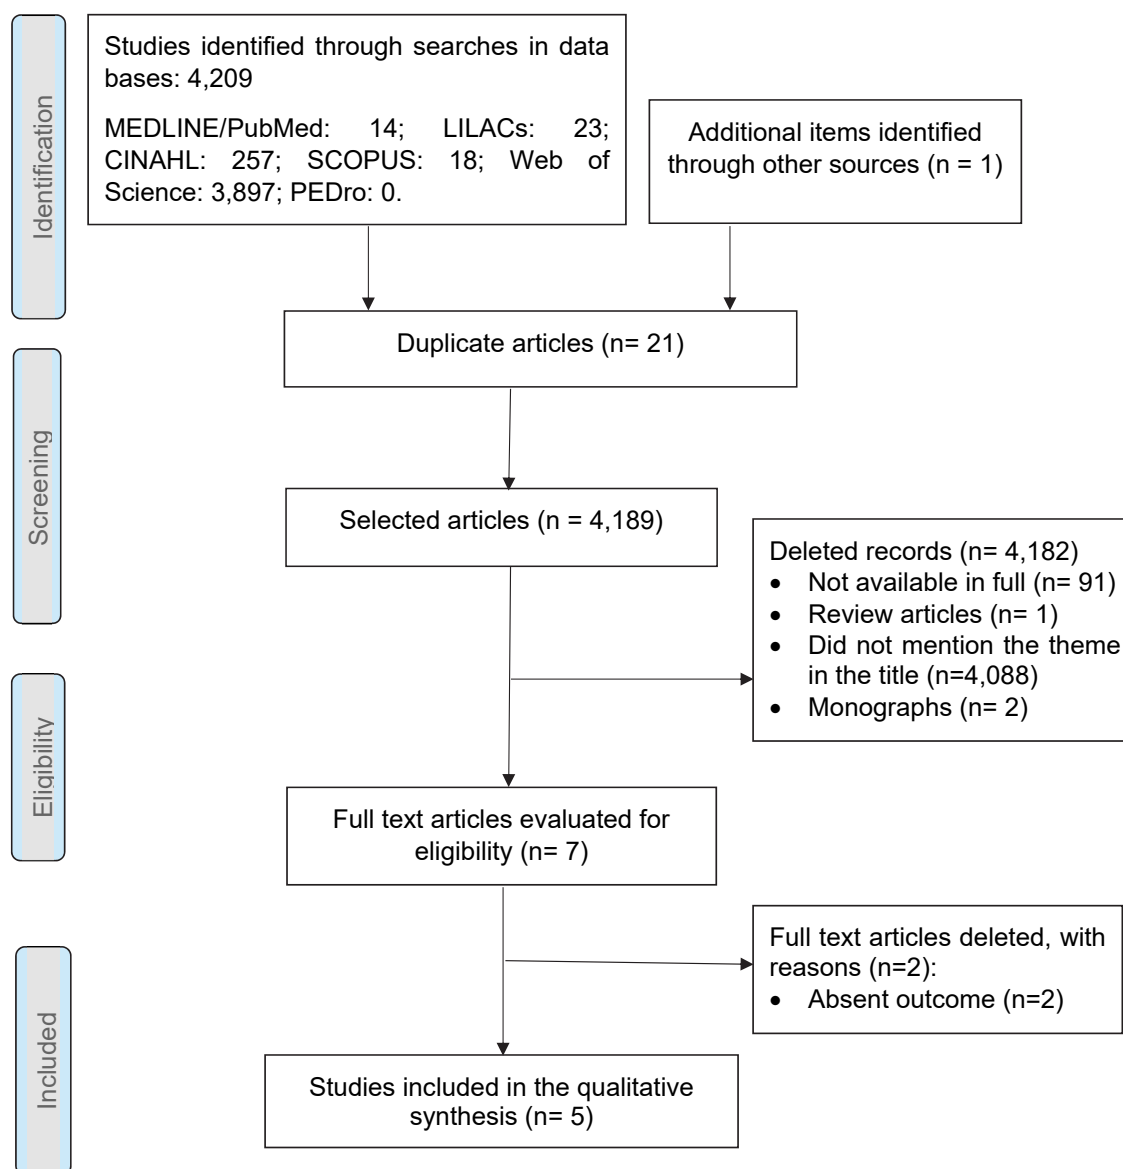 Identification
Studies identified through searches in data
bases: 4,209
MEDLINE/PubMed: 14; LILACs: 23;
CINAHL: 257; SCOPUS: 18; Web of
Science: 3,897; PEDro: 0.
Additional items identified
through other sources (n = 1)
Duplicate articles (n= 21)
Screening
Selected articles (n = 4,189)
Deleted records (n= 4,182)
• Not available in full (n= 91)
• Review articles (n= 1)
• Did not mention the theme
in the title (n=4,088)
• Monographs (n= 2)
Eligibility
Full text articles evaluated for
eligibility (n= 7)
Full text articles deleted, with
reasons (n=2):
• Absent outcome (n=2)
Included
Studies included in the qualitative
synthesis (n= 5)